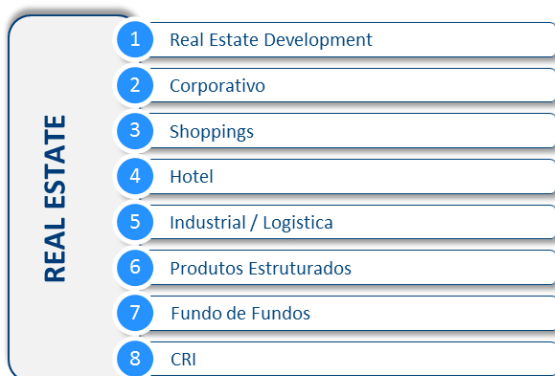 REAL ESTATE
1 Real Estate Development
2 Corporativo
3 Shoppings
4 Hotel
5 Industrial / Logistica
6 Produtos Estruturados
7 Fundo de Fundos
8 CRI